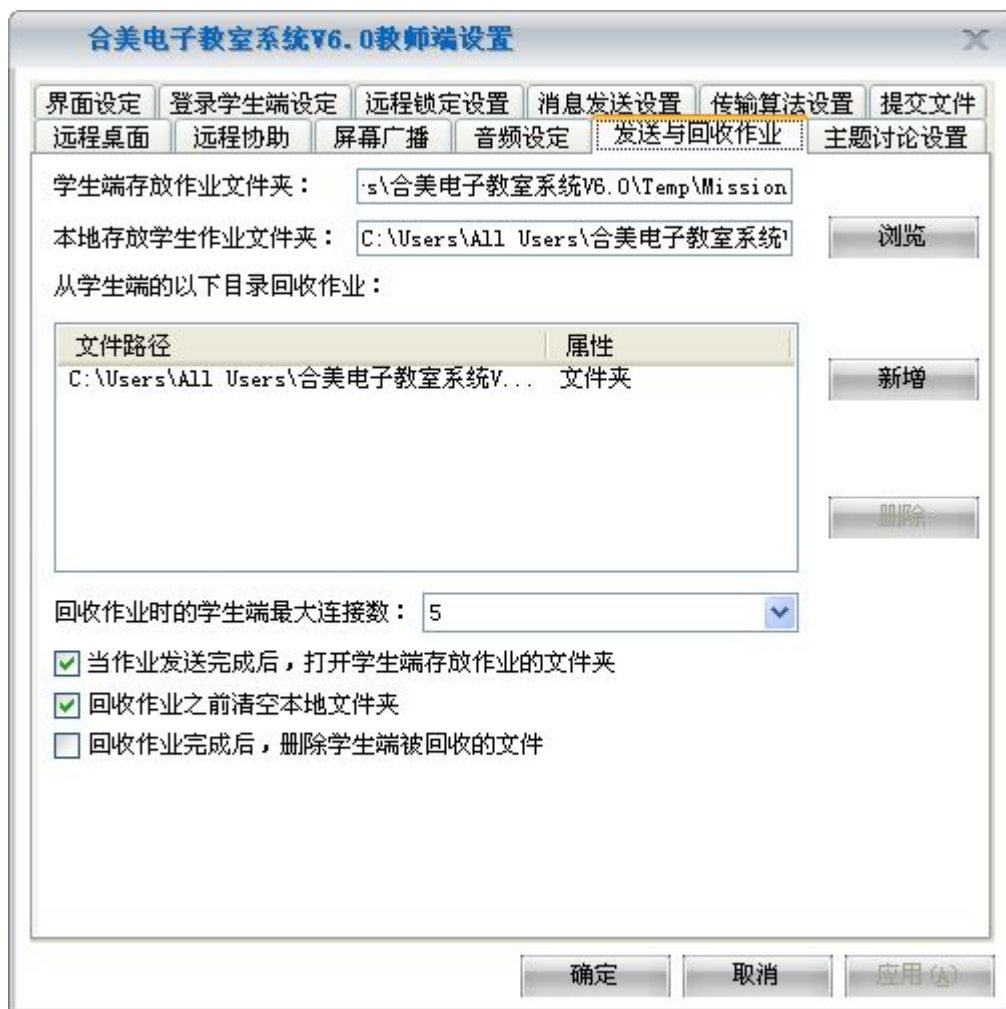 合美电子教室系统V6.0教师端设置
界面设定 登录学生端设定 远程锁定设置 消息发送设置 传输算法设置 提交文件
远程桌面 远程协助 屏幕广播 音频设定 发送与回收作业 主题讨论设置
学生端存放作业文件夹： s\合美电子教室系统V6.0\Temp\Mission
本地存放学生作业文件夹： C:\Users\All Users\合美电子教室系统 浏览
从学生端的以下目录回收作业：
文件路径 属性
C:\Users\All Users\合美电子教室系统V... 文件夹 新增
删除
回收作业时的学生端最大连接数： 5
当作业发送完成后，打开学生端存放作业的文件夹
回收作业之前清空本地文件夹
回收作业完成后，删除学生端被回收的文件
确定 取消 应用(A)